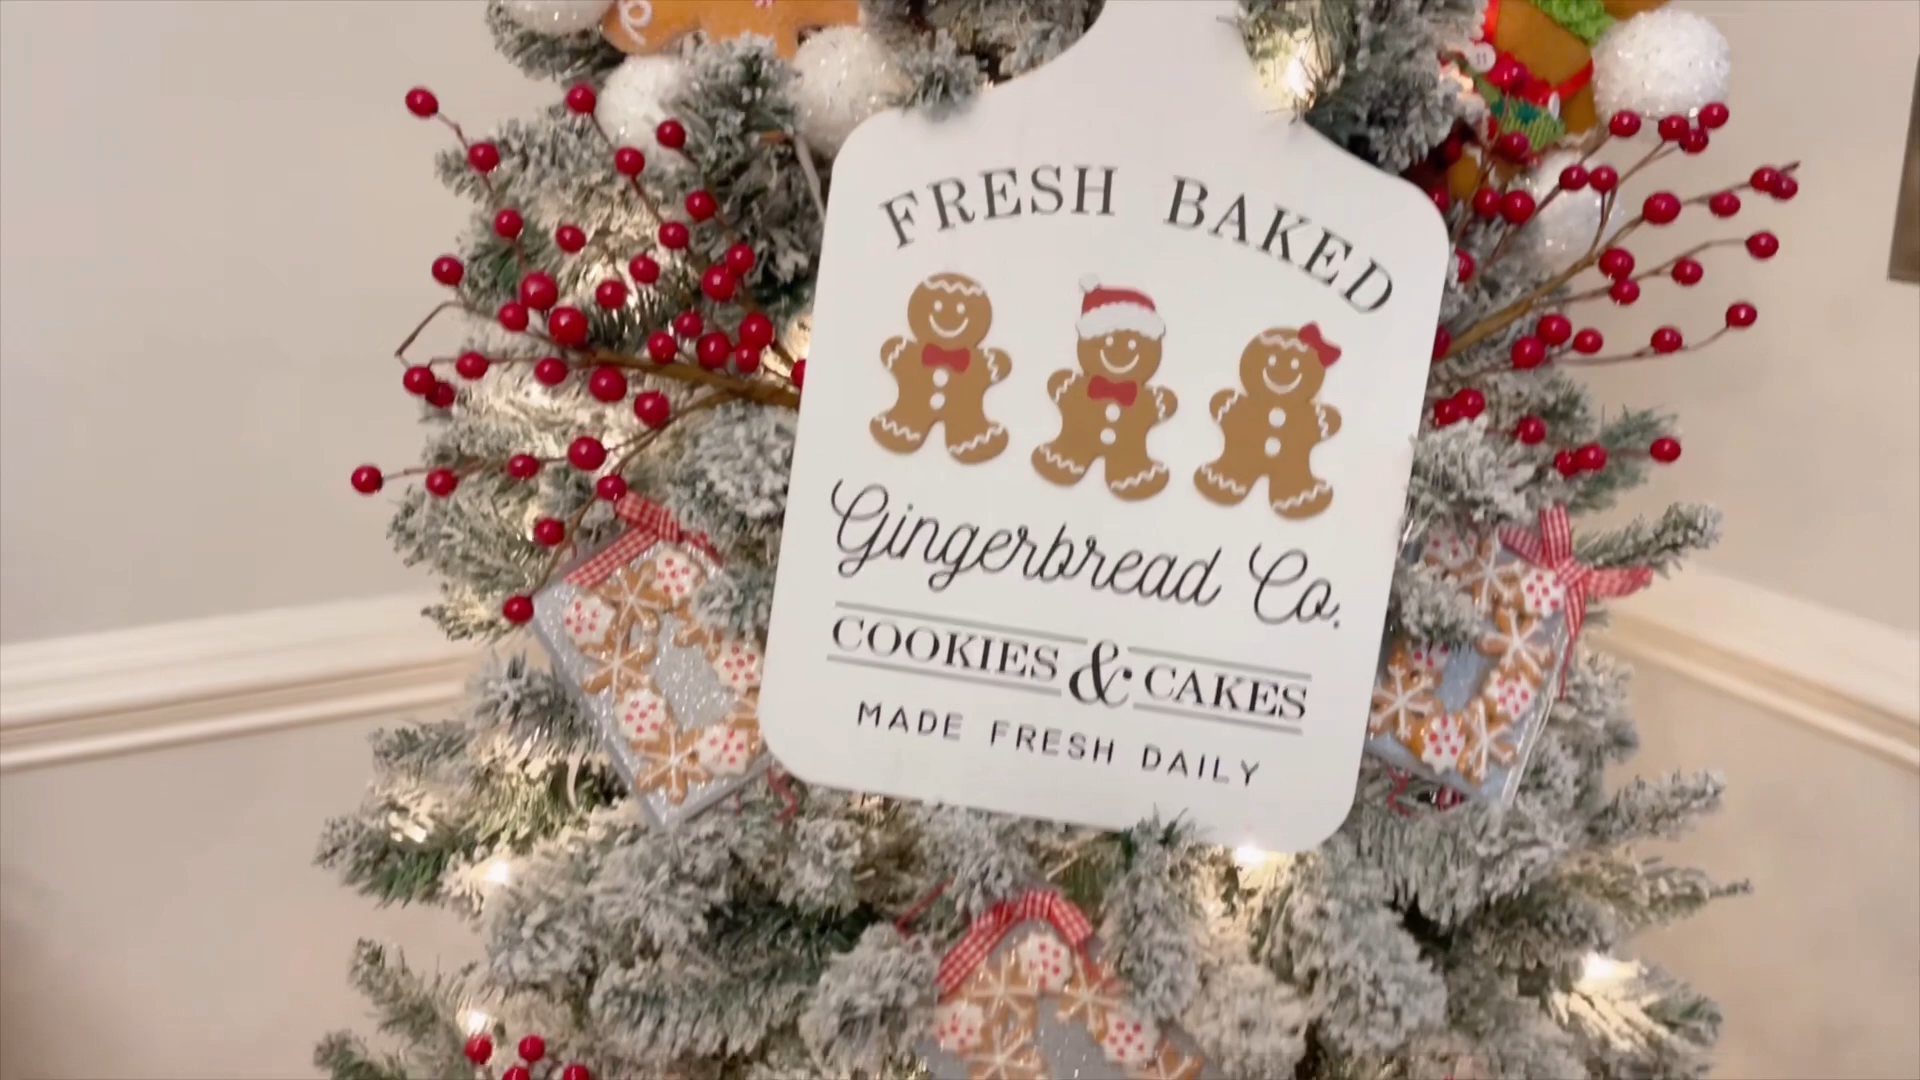 FRESH BAKED
Gingerbread Co.
COOKIES & CAKES
MADE FRESH DAILY